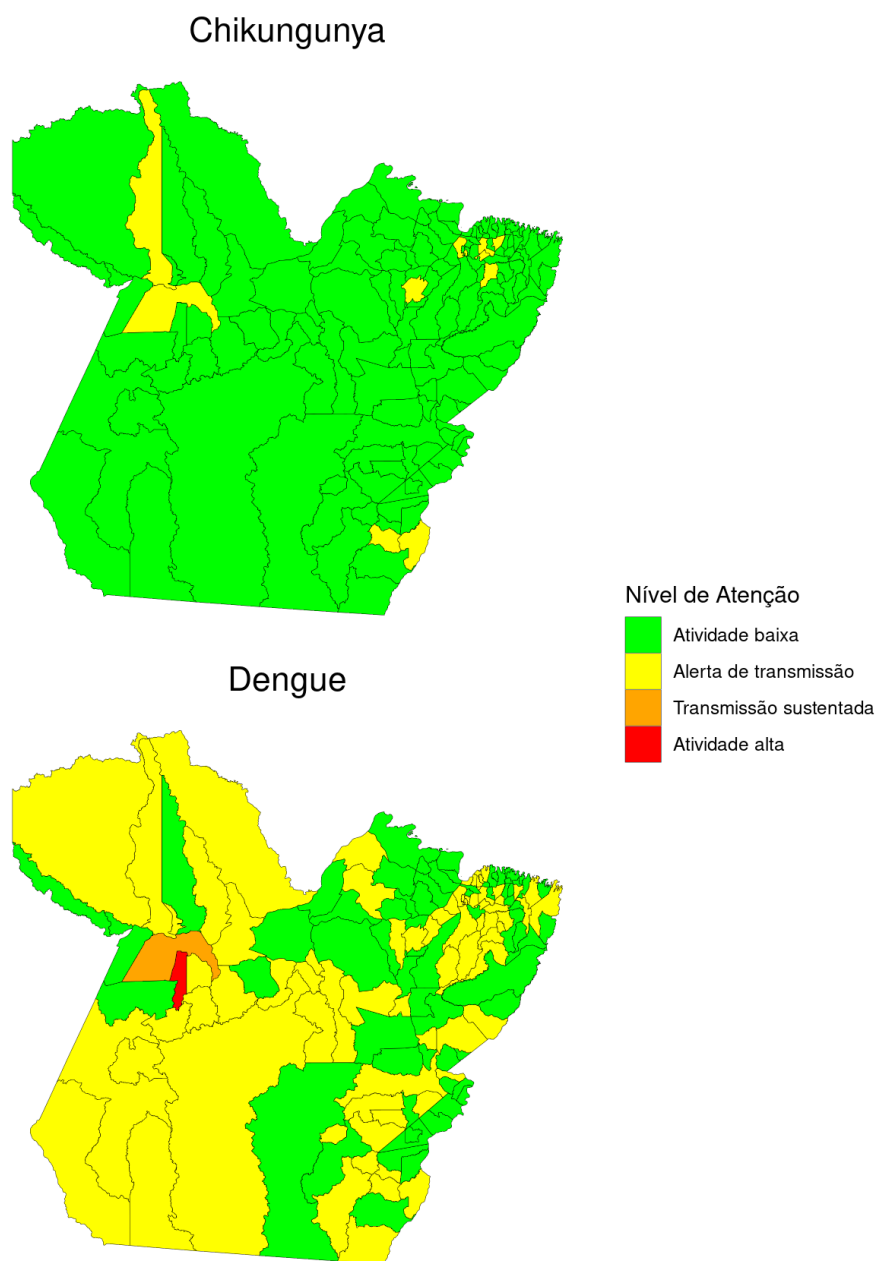 Chikungunya
Nível de Atenção
Atividade baixa
Alerta de transmissão
Transmissão sustentada
Atividade alta
Dengue